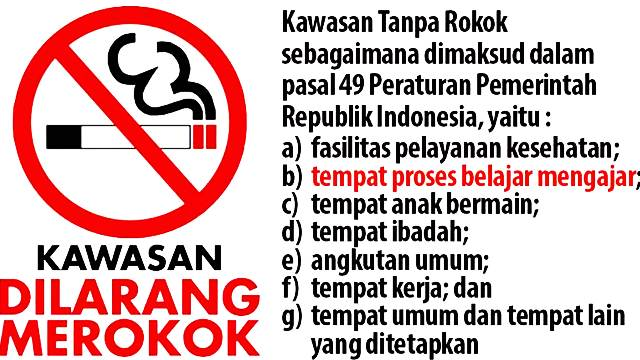 KAWASAN
DILARANG
MEROKOK
Kawasan Tanpa Rokok
sebagaimana dimaksud dalam
pasal 49 Peraturan Pemerintah
Republik Indonesia, yaitu :
a) fasilitas pelayanan kesehatan;
b) tempat proses belajar mengajar;
c) tempat anak bermain;
d) tempat ibadah;
e) angkutan umum;
f) tempat kerja; dan
g) tempat umum dan tempat lain
yang ditetapkan